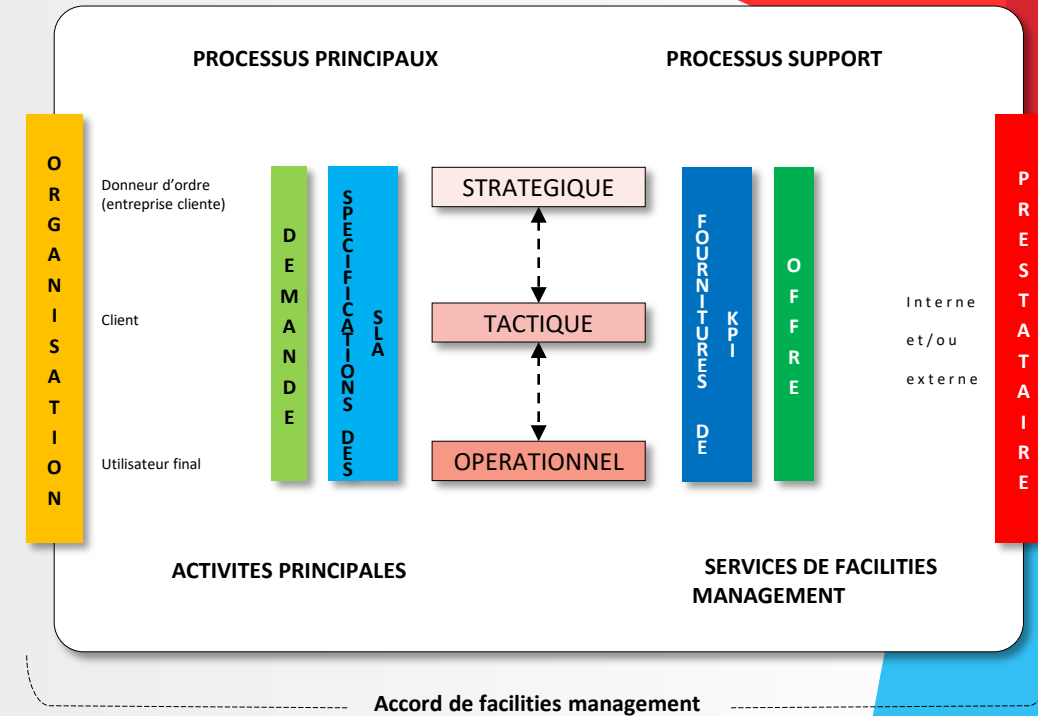 PROCESSUS PRINCIPAUX
PROCESSUS SUPPORT
ORGANISATION
Donneur d'ordre
(entreprise cliente)
Client
Utilisateur final
DEMANDE
SPECIFICATIONS DES
SLA
STRATEGIQUE
TACTIQUE
OPERATIONNEL
FOURNITURES DE
KPI
OFFRE
Interne
et/ou
externe
PRESTATAIRE
ACTIVITES PRINCIPALES
SERVICES DE FACILITIES
MANAGEMENT
Accord de facilities management